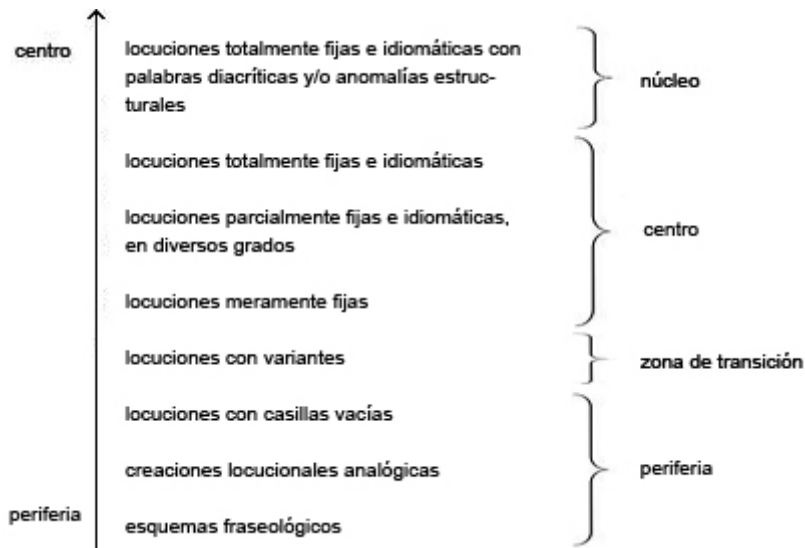 centro
locuciones totalmente fijas e idiomáticas con
palabras diacríticas y/o anomalías estruc-
turales
núcleo
locuciones totalmente fijas e idiomáticas
locuciones parcialmente fijas e idiomáticas,
en diversos grados
centro
locuciones meramente fijas
locuciones con variantes
zona de transición
locuciones con casillas vacías
creaciones locucionales analógicas
periferia
periferia
esquemas fraseológicos